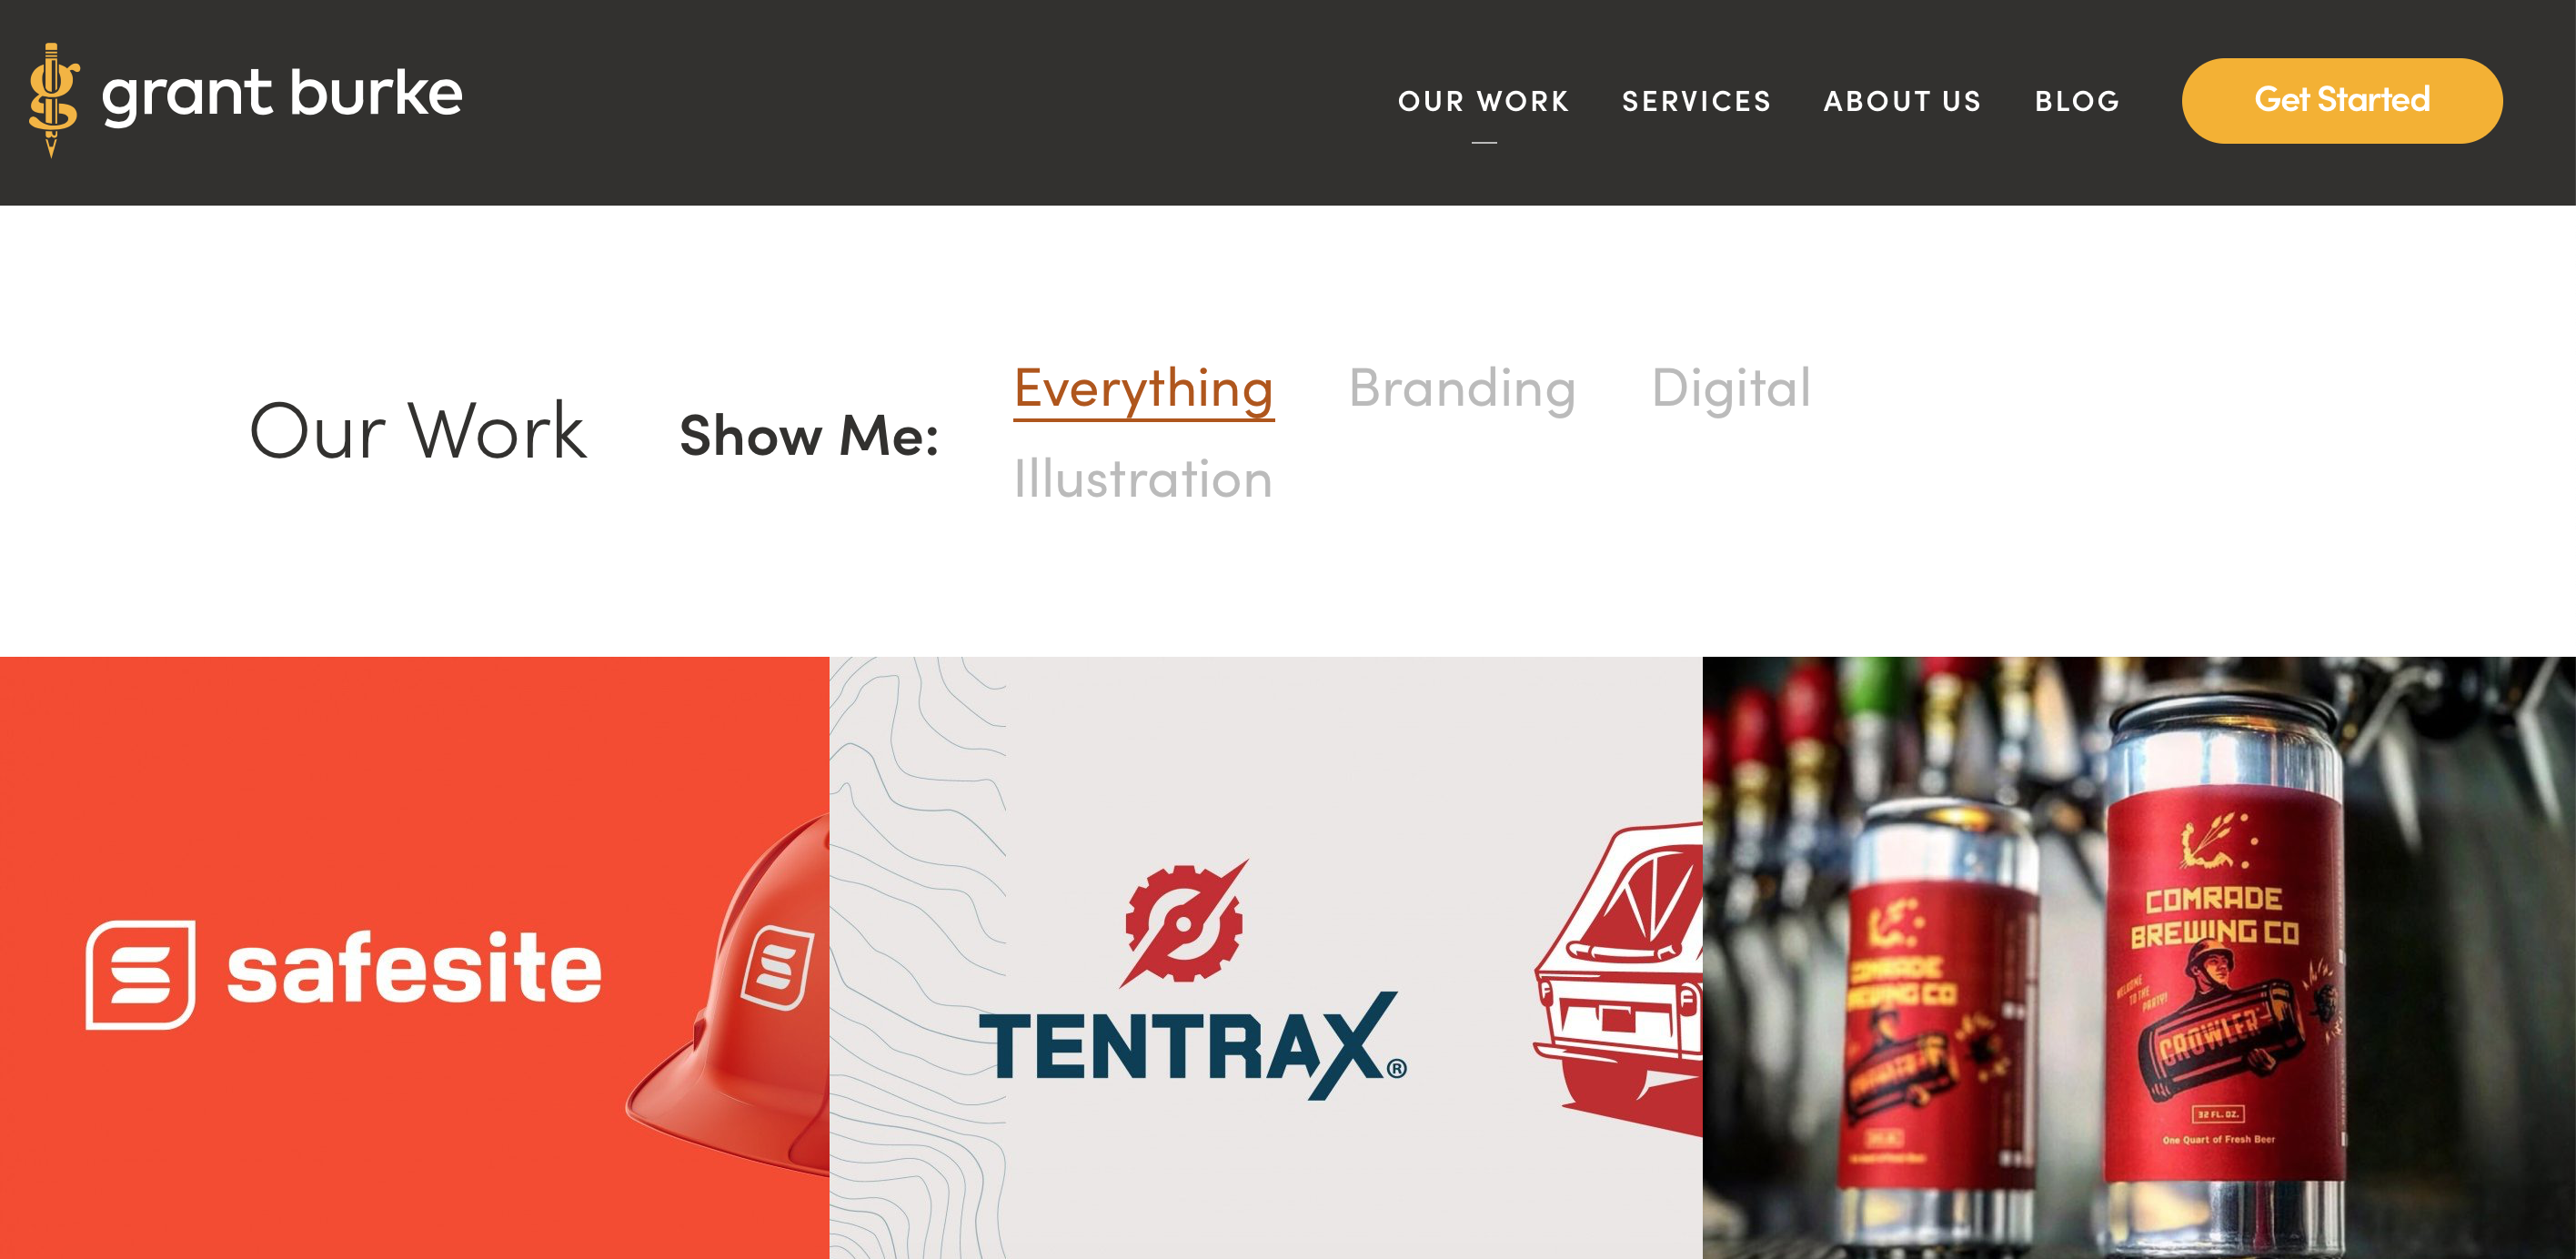 grant burke
OUR WORK SERVICES ABOUT US BLOG Get Started
Our Work
Show Me:
Everything Branding Digital
Illustration
safesite
TENTRAX®
COMRADE
BREWING CO
WELCOME
TO THE
PARTY!
CROWLER
32 FL. OZ.
One Quart of Fresh Beer
COMRADE
BREWING CO